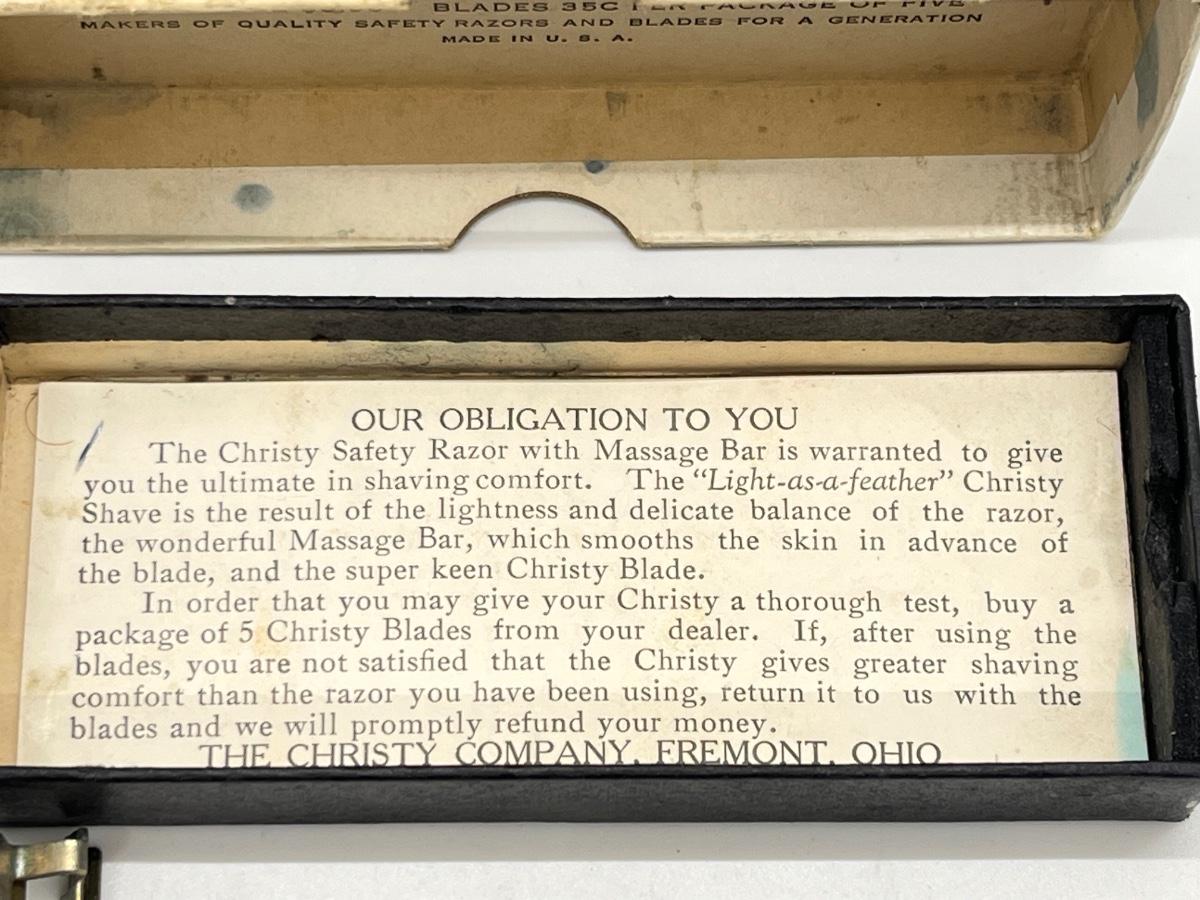 BLADES 35C PER PACKAGE OF FIVE
MAKERS OF QUALITY SAFETY RAZORS AND BLADES FOR A GENERATION
MADE IN U. S. A.
OUR OBLIGATION TO YOU
The Christy Safety Razor with Massage Bar is warranted to give
you the ultimate in shaving comfort. The “Light-as-a-feather” Christy
Shave is the result of the lightness and delicate balance of the razor,
the wonderful Massage Bar, which smooths the skin in advance of
the blade, and the super keen Christy Blade.
In order that you may give your Christy a thorough test, buy a
package of 5 Christy Blades from your dealer. If, after using the
blades, you are not satisfied that the Christy gives greater shaving
comfort than the razor you have been using, return it to us with the
blades and we will promptly refund your money.
THE CHRISTY COMPANY, FREMONT, OHIO